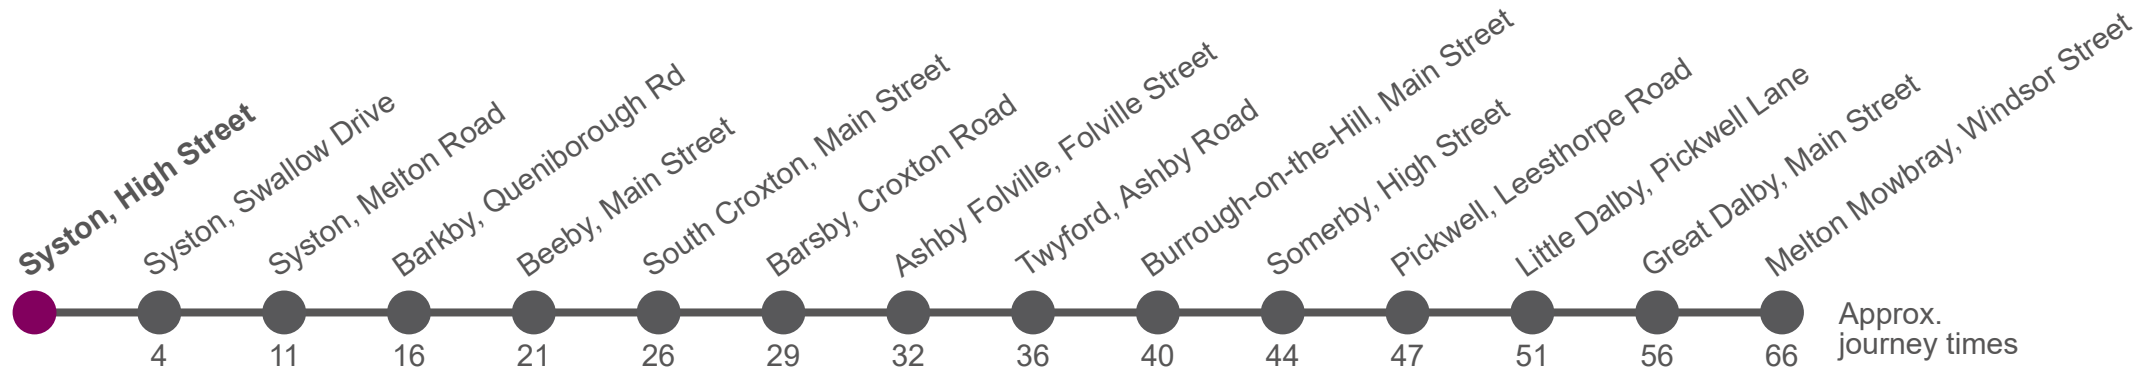 Syston, High Street
Syston, Swallow Drive
Syston, Melton Road
Barkby, Queniborough Rd
Beeby, Main Street
South Croxton, Main Street
Barsby, Croxton Road
Ashby Folville, Folville Street
Twyford, Ashby Road
Burrough-on-the-Hill, Main Street
Somerby, High Street
Pickwell, Leesthorpe Road
Little Dalby, Pickwell Lane
Great Dalby, Main Street
Melton Mowbray, Windsor Street
4 11 16 21 26 29 32 36 40 44 47 51 56 66
Approx.
journey times